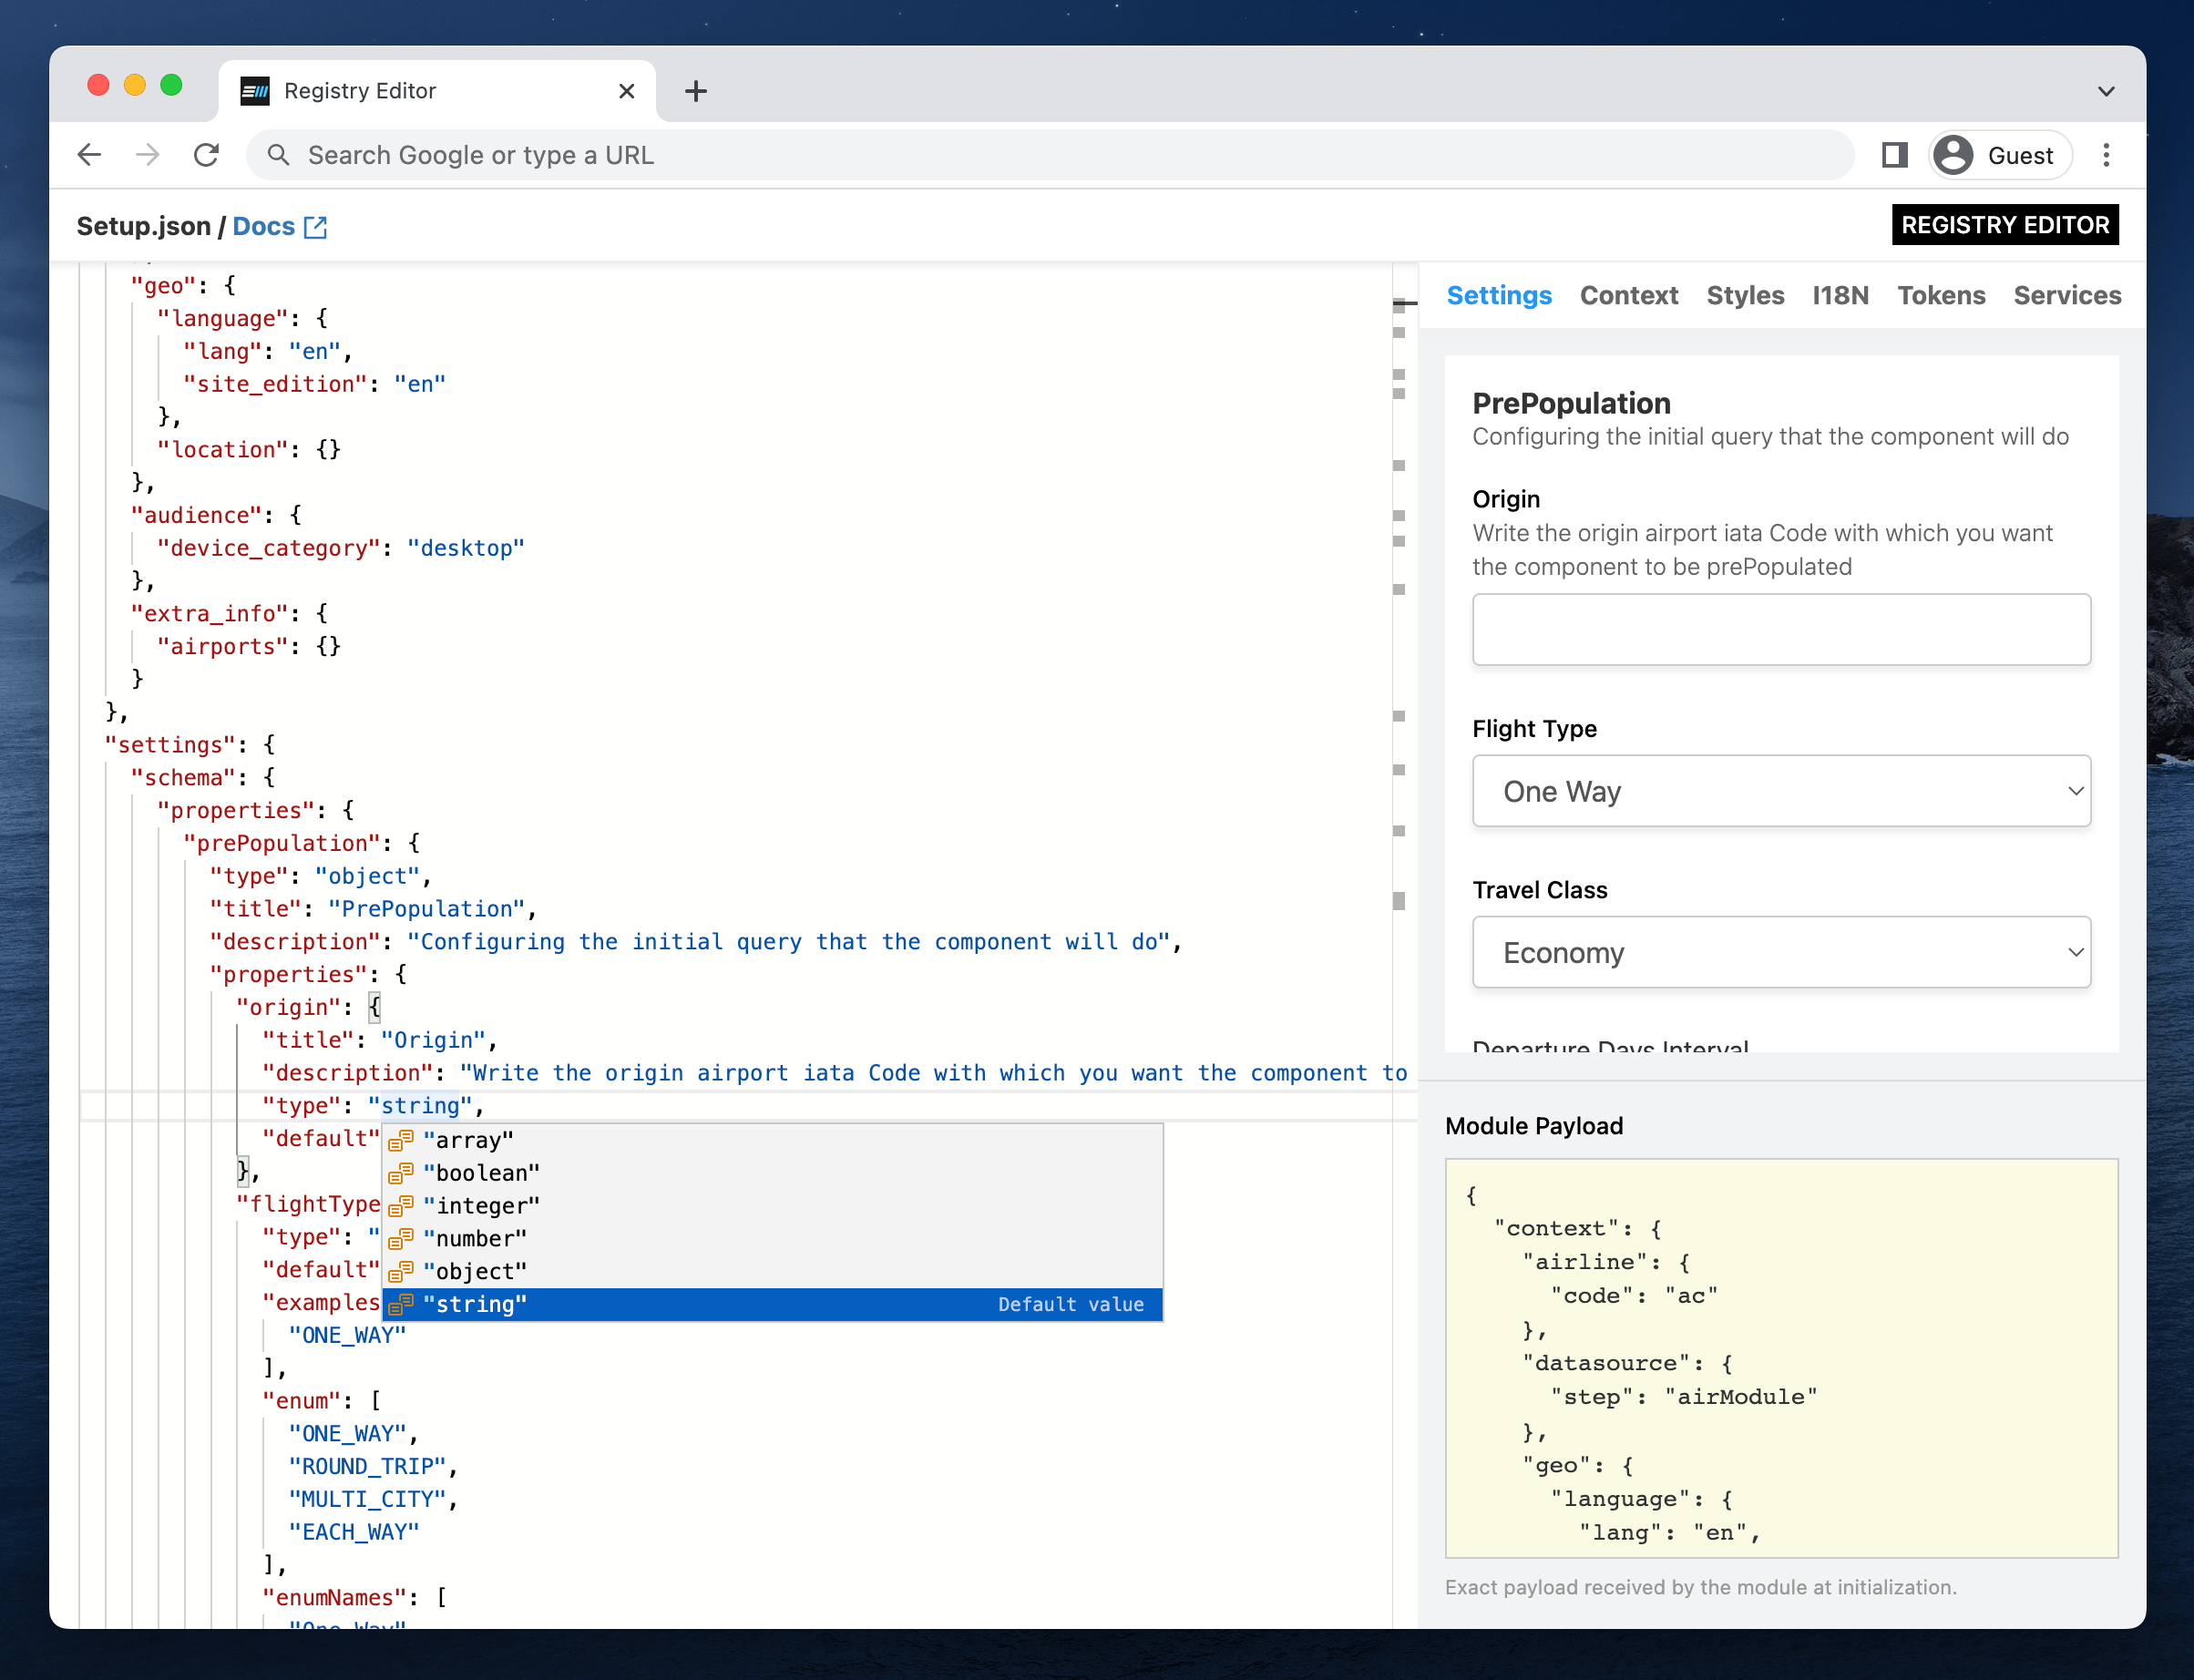 Registry Editor
Search Google or type a URL
Guest
Setup.json / Docs
REGISTRY EDITOR
"geo": {
"language": {
"lang": "en",
"site_edition": "en"
},
"location": {}
},
"audience": {
"device_category": "desktop"
},
"extra_info": {
"airports": {}
}
},
"settings": {
"schema": {
"properties": {
"prePopulation": {
"type": "object",
"title": "PrePopulation",
"description": "Configuring the initial query that the component will do",
"properties": {
"origin": {
"title": "Origin",
"description": "Write the origin airport iata Code with which you want the component to
"type": "string",
"default"
},
"flightType
"type": "
"default"
"examples
"ONE_WAY"
],
"enum": [
"ONE_WAY",
"ROUND_TRIP",
"MULTI_CITY",
"EACH_WAY"
],
"enumNames": [
"One Way"
"array"
"boolean"
"integer"
"number"
"object"
"string" Default value
Settings Context Styles I18N Tokens Services
PrePopulation
Configuring the initial query that the component will do
Origin
Write the origin airport iata Code with which you want
the component to be prePopulated
Flight Type
One Way
Travel Class
Economy
Departure Days Interval
Module Payload
{
"context": {
"airline": {
"code": "ac"
},
"datasource": {
"step": "airModule"
},
"geo": {
"language": {
"lang": "en",
Exact payload received by the module at initialization.